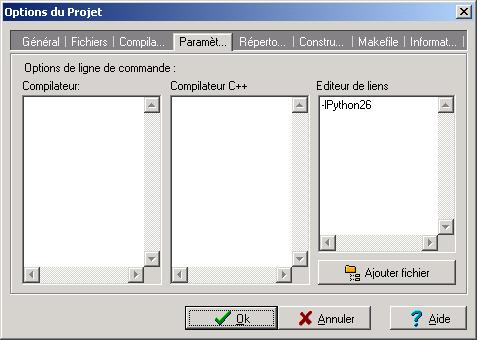 Options du Projet
Général Fichiers Compila... Paramèt... Réperto... Constru... Makefile Informat...
Options de ligne de commande :
Compilateur: Compilateur C++ Editeur de liens
-lPython26
Ajouter fichier
Ok Annuler Aide